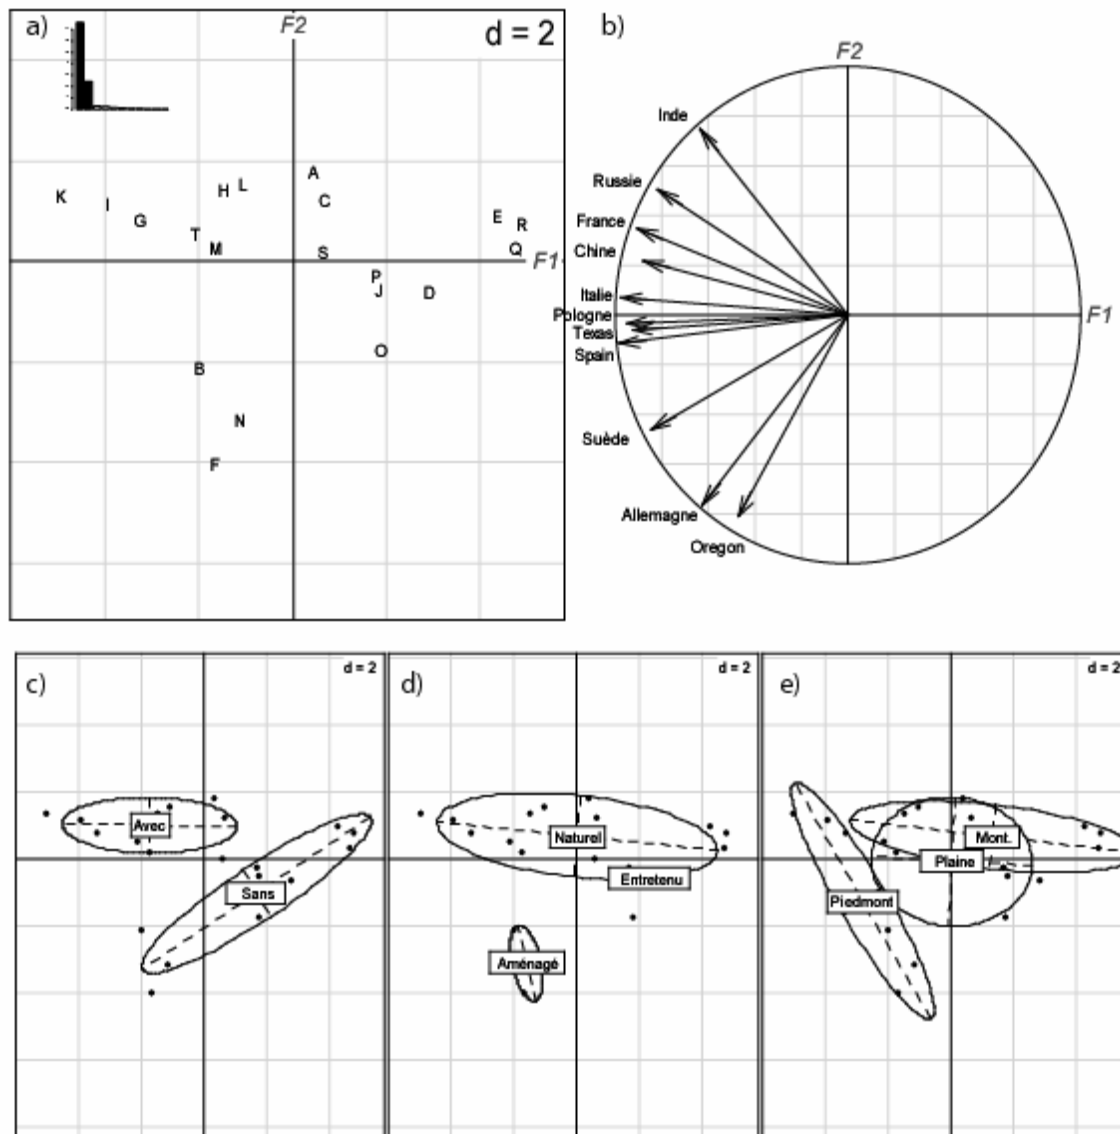 a)
F2
d = 2
K
I
G
H
L
T
M
A
C
S
E
R
Q
F1
P
J
D
O
B
N
F
b)
F2
Inde
Russie
France
Chine
Italie
Pologne
Texas
Spain
Suède
Allemagne
Oregon
F1
c)
d = 2
Avec
Sans
d)
d = 2
Naturel
Entretenu
Aménagé
e)
d = 2
Mont.
Plaine
Piedmont